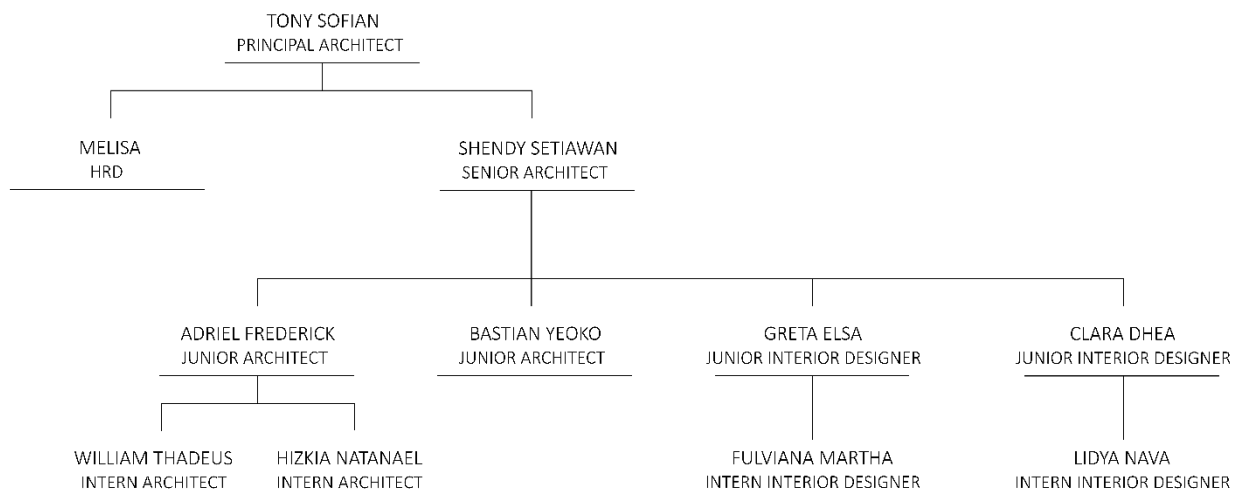 TONY SOFIAN
PRINCIPAL ARCHITECT
MELISA
HRD
SHENDY SETIAWAN
SENIOR ARCHITECT
ADRIEL FREDERICK
JUNIOR ARCHITECT
BASTIAN YEOKO
JUNIOR ARCHITECT
GRETA ELSA
JUNIOR INTERIOR DESIGNER
CLARA DHEA
JUNIOR INTERIOR DESIGNER
WILLIAM THADEUS
INTERN ARCHITECT
HIZKIA NATANAEL
INTERN ARCHITECT
FULVIANA MARTHA
INTERN INTERIOR DESIGNER
LIDYA NAVA
INTERN INTERIOR DESIGNER